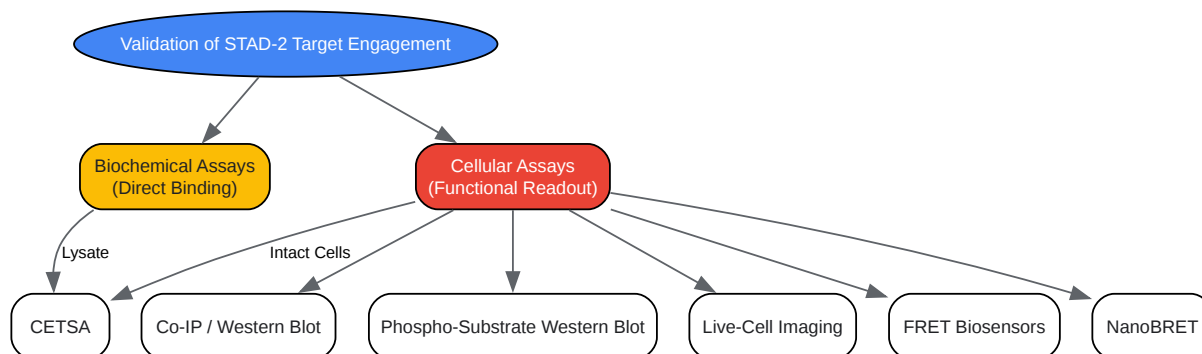 Validation of STAD-2 Target Engagement
Biochemical Assays
(Direct Binding)
Cellular Assays
(Functional Readout)
Lysate
Intact Cells
CETSA
Co-IP / Western Blot
Phospho-Substrate Western Blot
Live-Cell Imaging
FRET Biosensors
NanoBRET